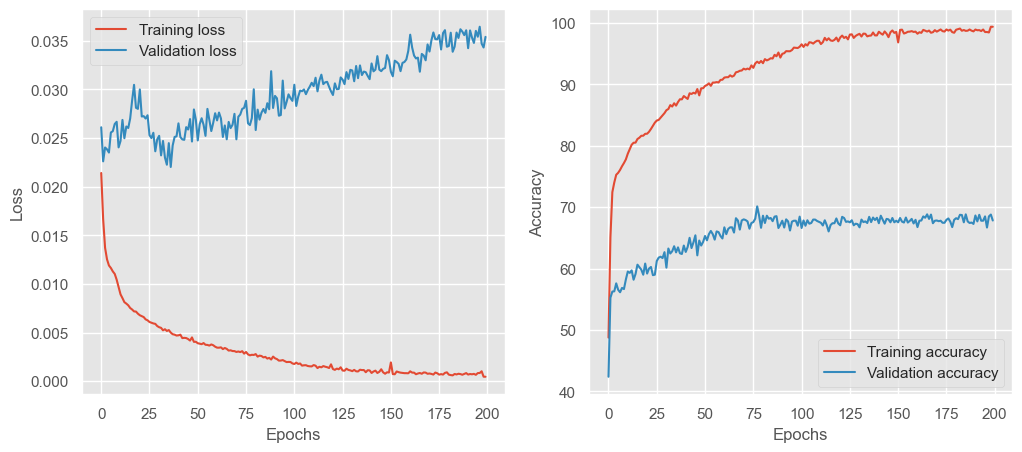 Training loss
Validation loss
0.035
0.030
0.025
0.020
0.015
0.010
0.005
0.000
Loss
0 25 50 75 100 125 150 175 200
Epochs
100
90
80
70
60
50
40
Accuracy
Training accuracy
Validation accuracy
0 25 50 75 100 125 150 175 200
Epochs